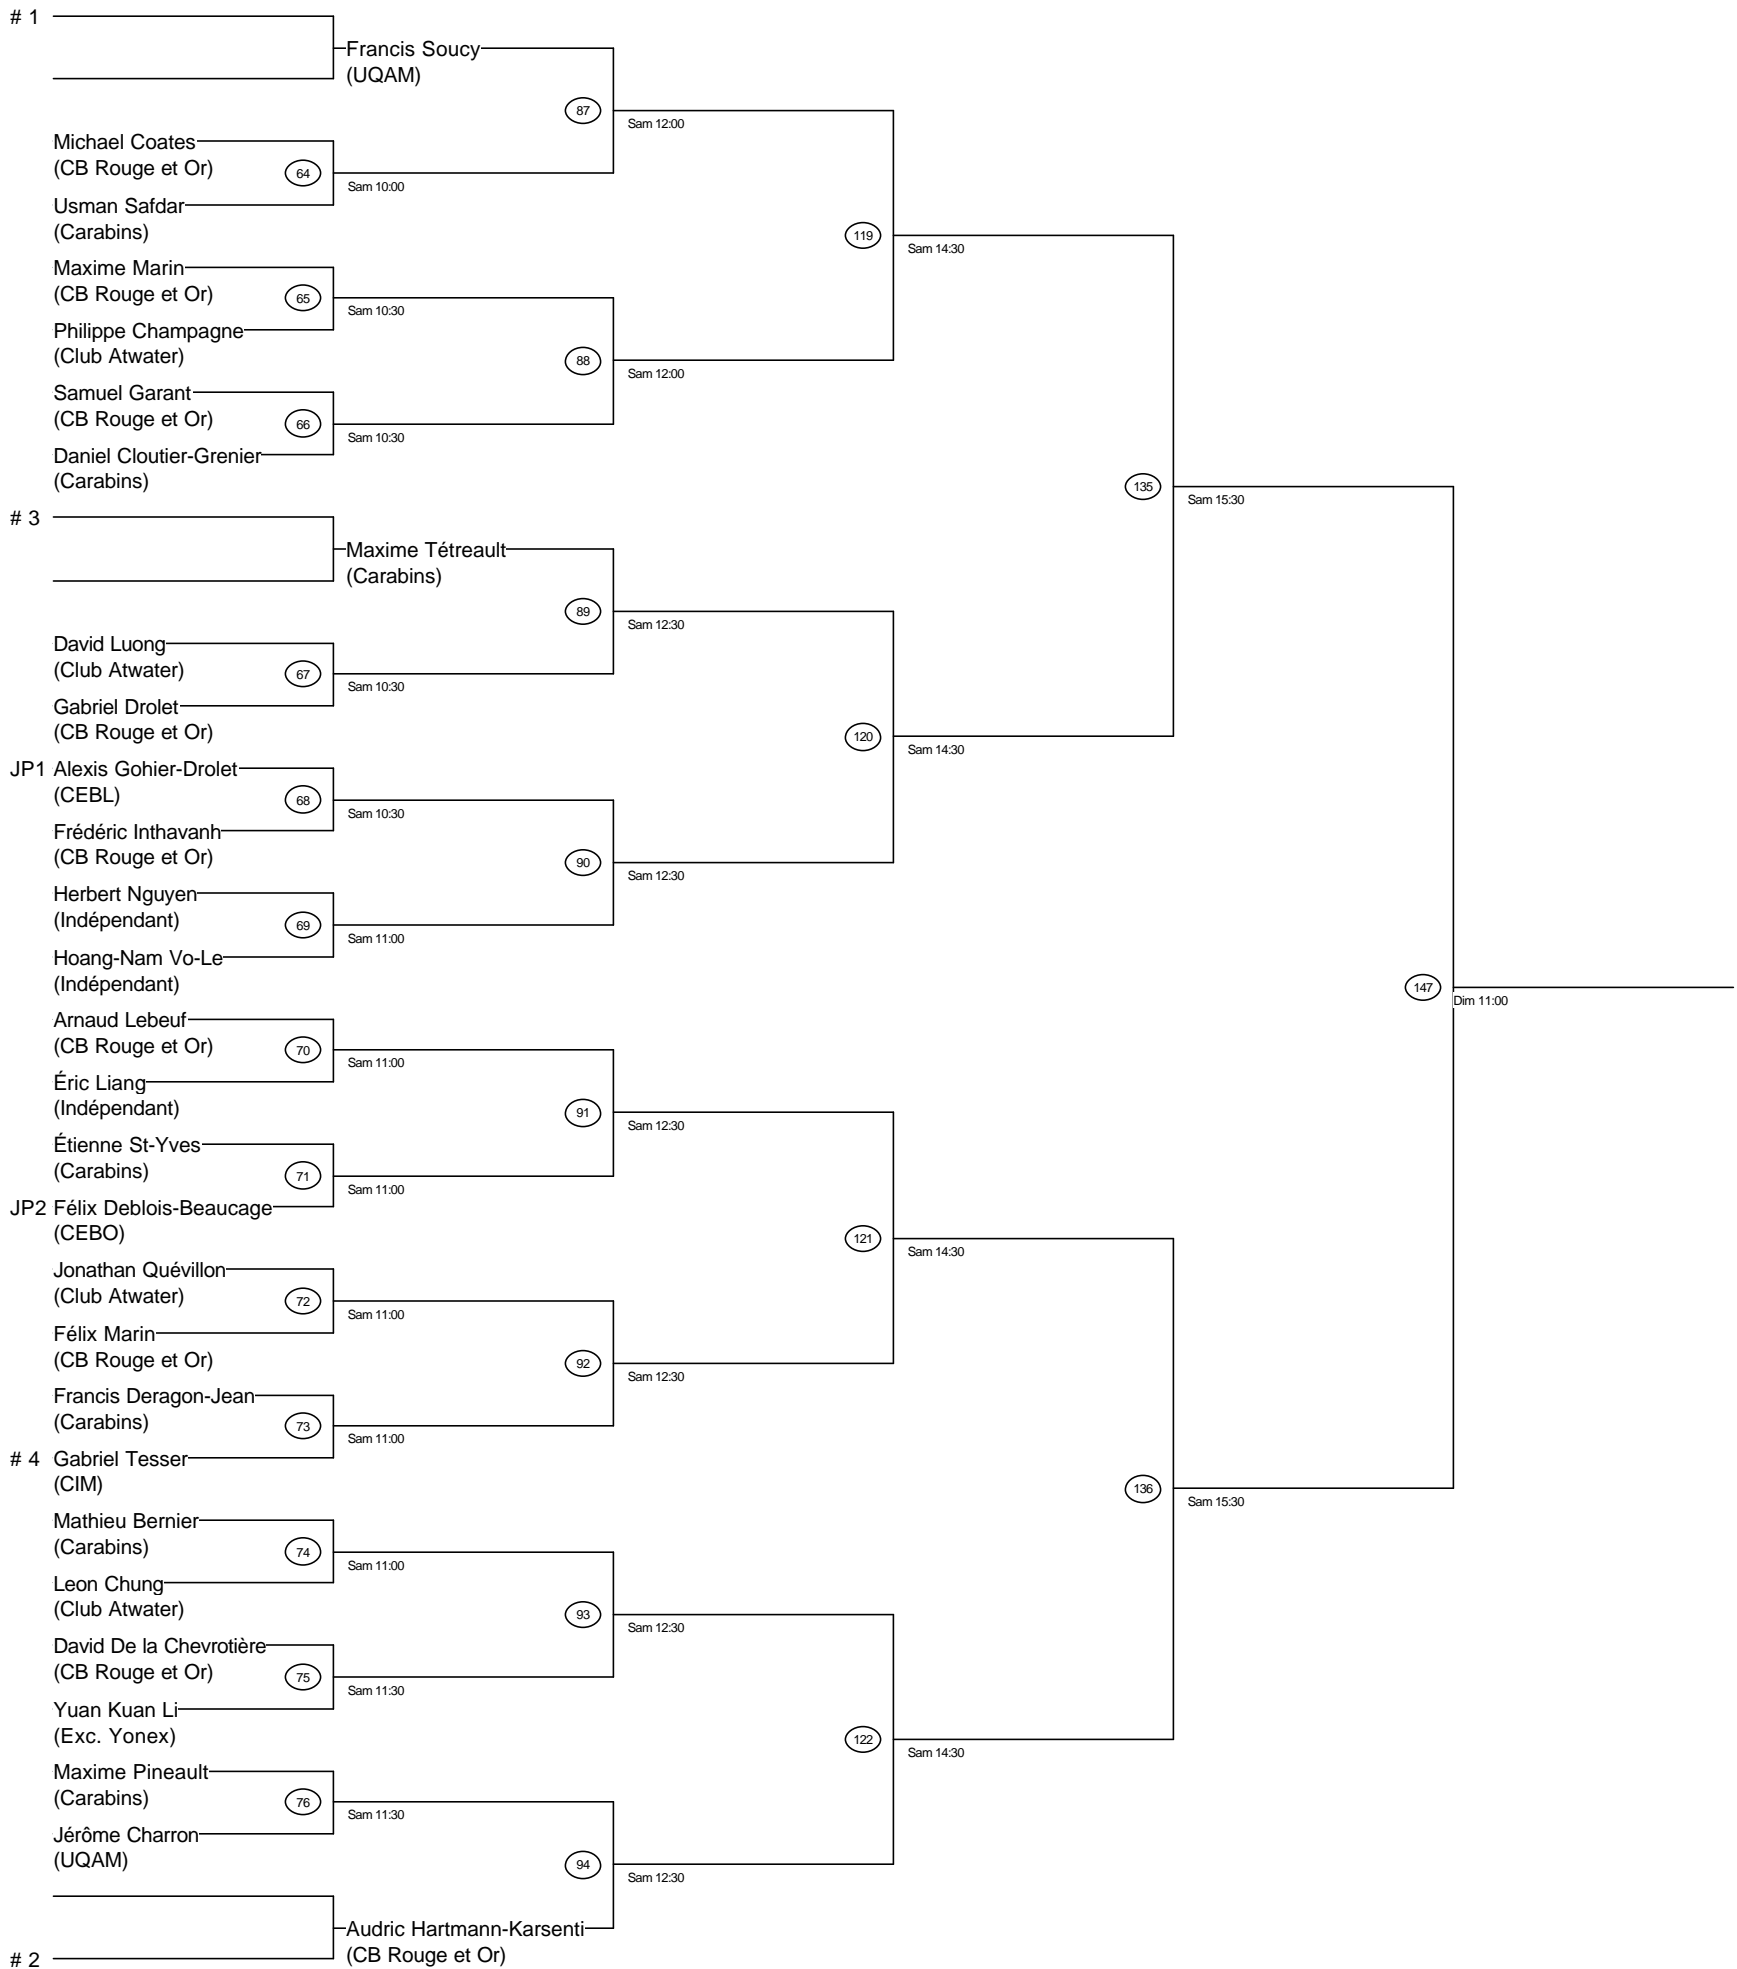 # 1
Francis Soucy
(UQAM)
87
Sam 12:00
Michael Coates
(CB Rouge et Or)
64
Sam 10:00
Usman Safdar
(Carabins)
119
Sam 14:30
Maxime Marin
(CB Rouge et Or)
65
Sam 10:30
Philippe Champagne
(Club Atwater)
88
Sam 12:00
Samuel Garant
(CB Rouge et Or)
66
Sam 10:30
Daniel Cloutier-Grenier
(Carabins)
135
Sam 15:30
# 3
Maxime Tétreault
(Carabins)
89
Sam 12:30
David Luong
(Club Atwater)
67
Sam 10:30
Gabriel Drolet
(CB Rouge et Or)
120
Sam 14:30
JP1 Alexis Gohier-Drolet
(CEBL)
68
Sam 10:30
Frédéric Inthavanh
(CB Rouge et Or)
90
Sam 12:30
Herbert Nguyen
(Indépendant)
69
Sam 11:00
Hoang-Nam Vo-Le
(Indépendant)
147
Dim 11:00
Arnaud Lebeuf
(CB Rouge et Or)
70
Sam 11:00
Éric Liang
(Indépendant)
91
Sam 12:30
Étienne St-Yves
(Carabins)
71
Sam 11:00
JP2 Félix Deblois-Beaucage
(CEBO)
121
Sam 14:30
Jonathan Quévillon
(Club Atwater)
72
Sam 11:00
Félix Marin
(CB Rouge et Or)
92
Sam 12:30
Francis Deragon-Jean
(Carabins)
73
Sam 11:00
# 4 Gabriel Tesser
(CIM)
136
Sam 15:30
Mathieu Bernier
(Carabins)
74
Sam 11:00
Leon Chung
(Club Atwater)
93
Sam 12:30
David De la Chevrotière
(CB Rouge et Or)
75
Sam 11:30
Yuan Kuan Li
(Exc. Yonex)
122
Sam 14:30
Maxime Pineault
(Carabins)
76
Sam 11:30
Jérôme Charron
(UQAM)
94
Sam 12:30
Audric Hartmann-Karsenti
(CB Rouge et Or)
# 2